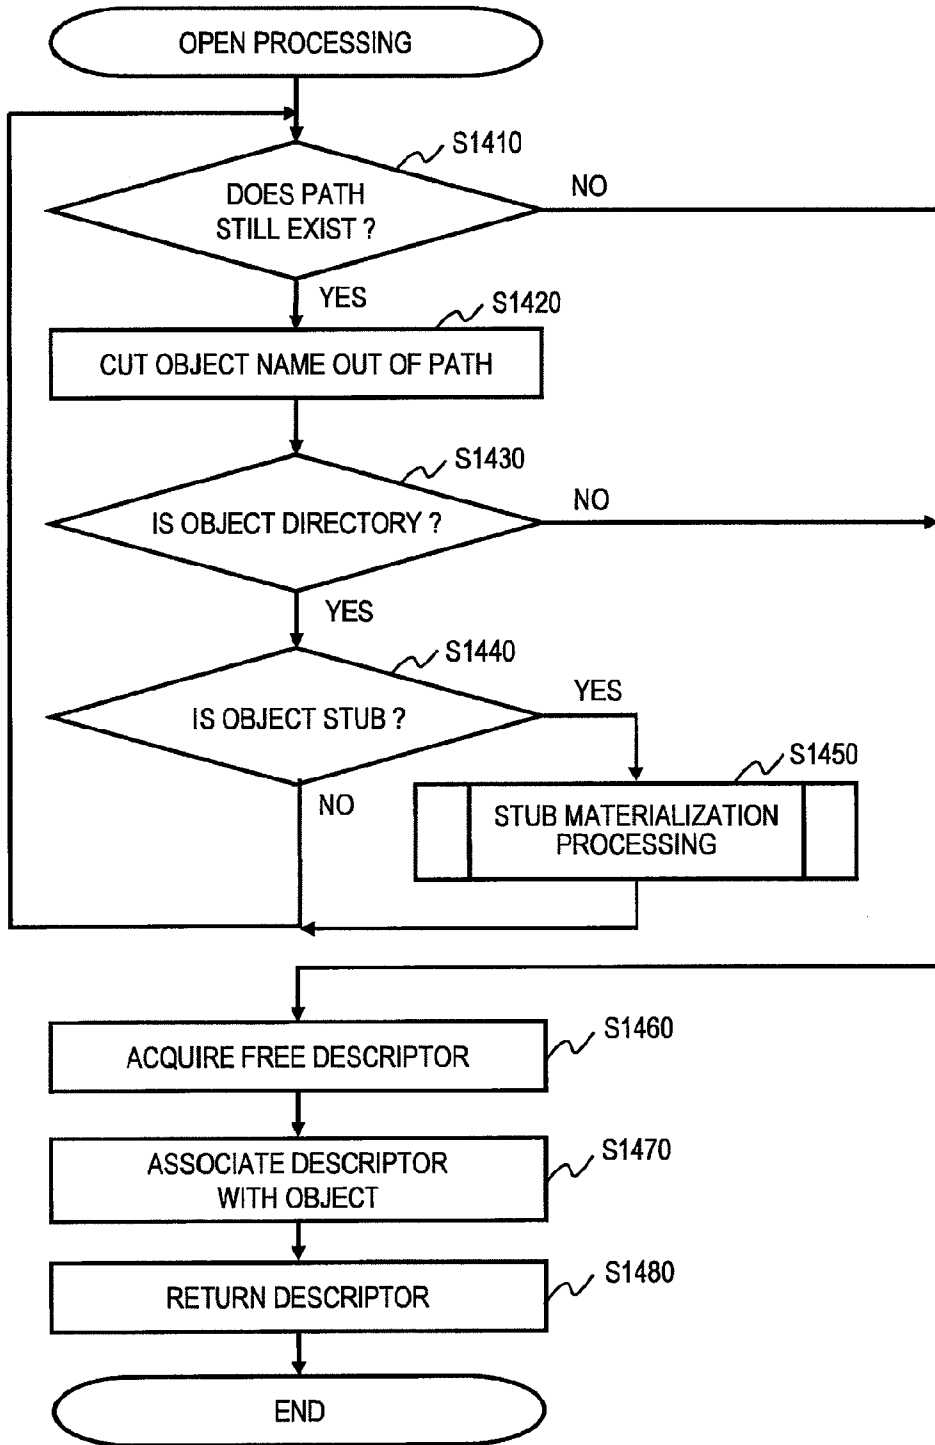 OPEN PROCESSING
S1410
DOES PATH
STILL EXIST ?
NO
YES
S1420
CUT OBJECT NAME OUT OF PATH
S1430
IS OBJECT DIRECTORY ?
NO
YES
S1440
IS OBJECT STUB ?
YES
NO
S1450
STUB MATERIALIZATION
PROCESSING
S1460
ACQUIRE FREE DESCRIPTOR
S1470
ASSOCIATE DESCRIPTOR
WITH OBJECT
S1480
RETURN DESCRIPTOR
END